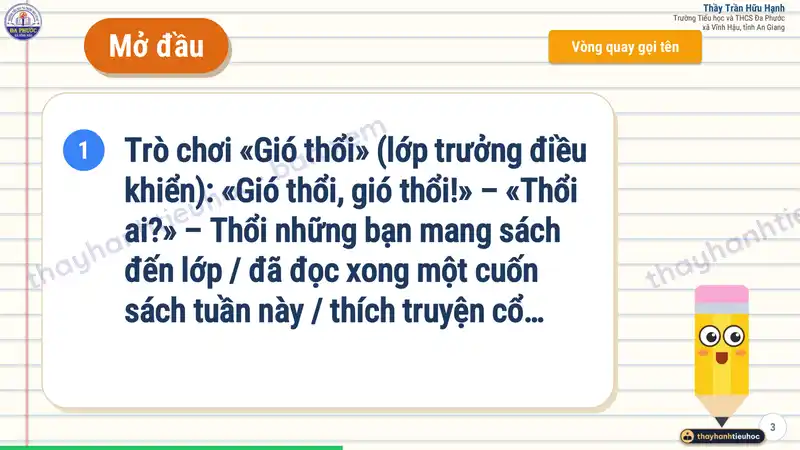 Thầy Trần Hữu Hạnh
Trường Tiểu học và THCS Đa Phước
xã Vĩnh Hậu, tỉnh An Giang
ĐA PHƯỚC
Mở đầu
Vòng quay gọi tên
1
Trò chơi «Gió thổi» (lớp trưởng điều
khiển): «Gió thổi, gió thổi!» – «Thổi
ai?» – Thổi những bạn mang sách
đến lớp / đã đọc xong một cuốn
sách tuần này / thích truyện cổ...
thayhanhtieuhoc
3